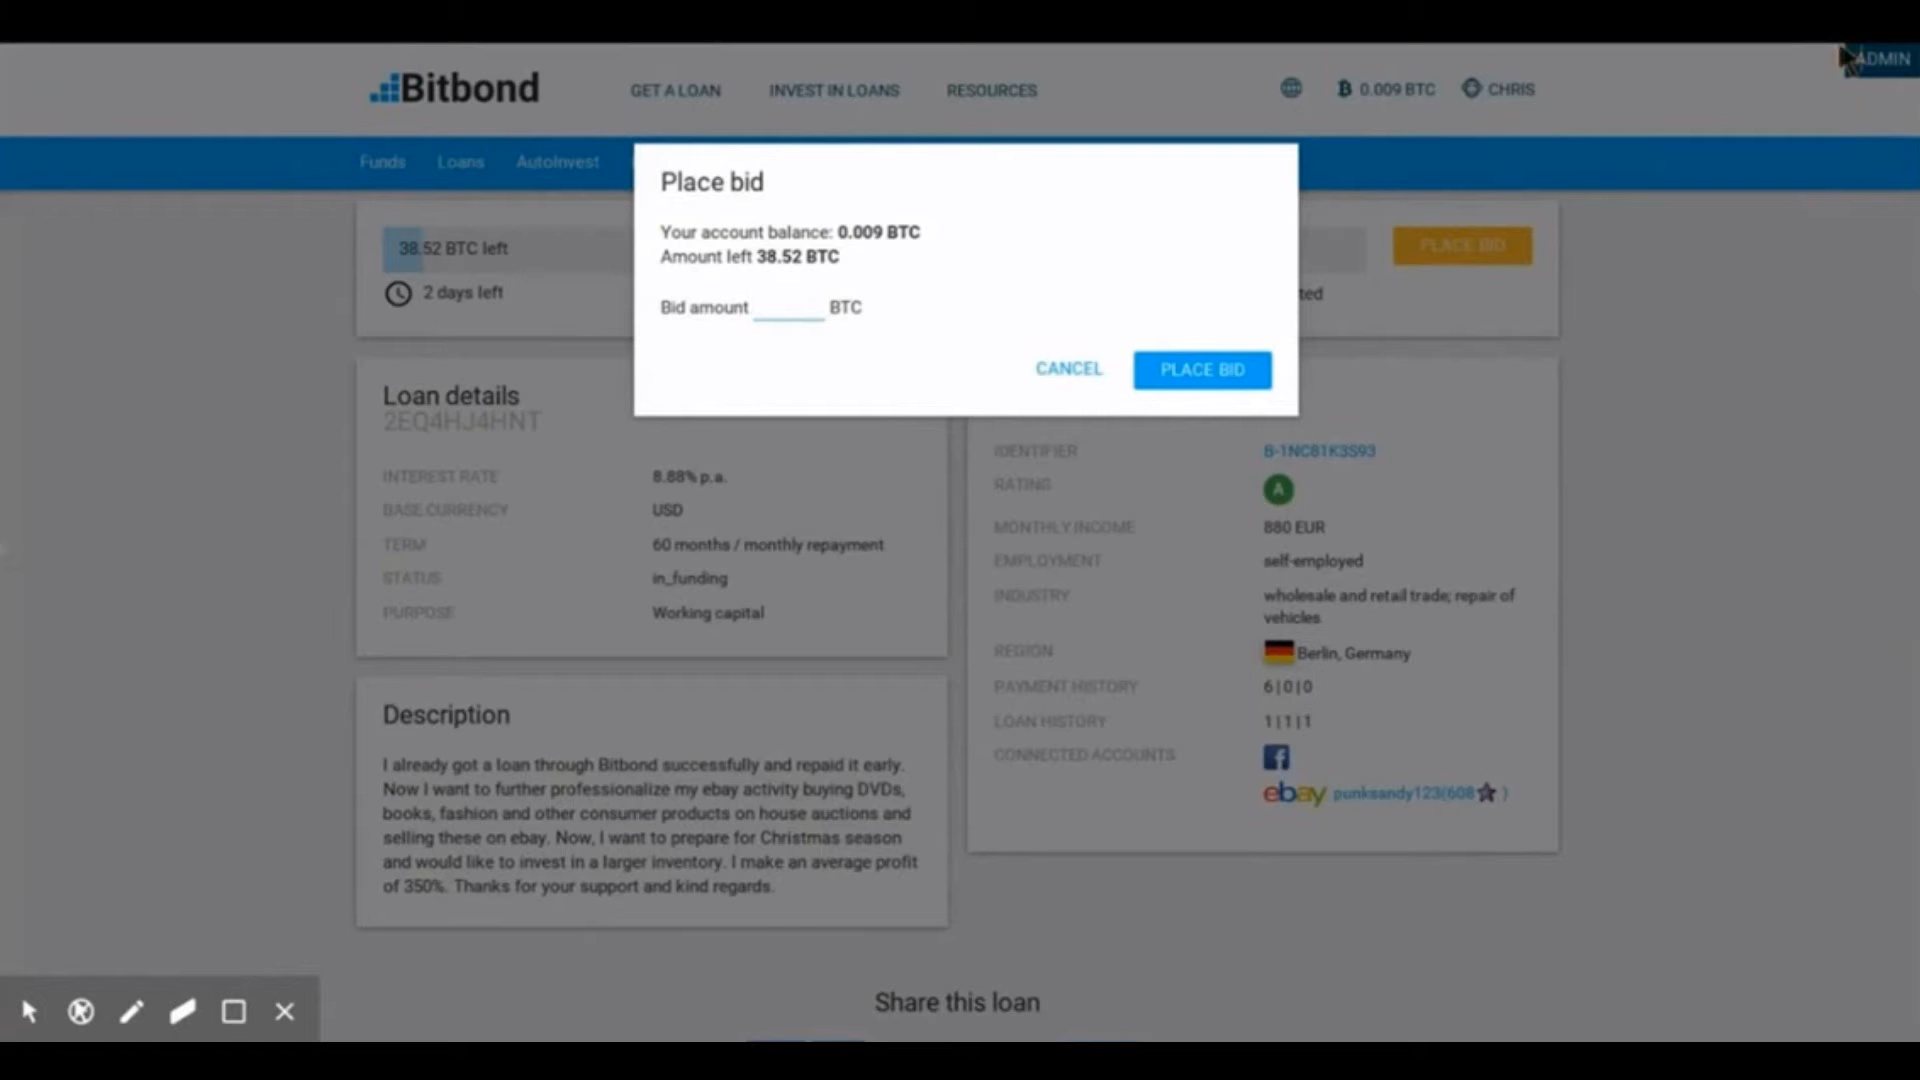 ADMIN
Bitbond
GET A LOAN
INVEST IN LOANS
RESOURCES
0.009 BTC
CHRIS
Funds
Loans
AutoInvest
Place bid
Your account balance: 0.009 BTC
Amount left 38.52 BTC
Bid amount BTC
CANCEL
PLACE BID
38.52 BTC left
PLACE BID
2 days left
ted
Loan details
2EQ4HJ4HNT
INTEREST RATE 8.88% p.a.
BASE CURRENCY USD
TERM 60 months / monthly repayment
STATUS in_funding
PURPOSE Working capital
Description
I already got a loan through Bitbond successfully and repaid it early.
Now I want to further professionalize my ebay activity buying DVDs,
books, fashion and other consumer products on house auctions and
selling these on ebay. Now, I want to prepare for Christmas season
and would like to invest in a larger inventory. I make an average profit
of 350%. Thanks for your support and kind regards.
IDENTIFIER B-1NC81K3S93
RATING A
MONTHLY INCOME 880 EUR
EMPLOYMENT self-employed
INDUSTRY wholesale and retail trade; repair of
vehicles
REGION Berlin, Germany
PAYMENT HISTORY 6|0|0
LOAN HISTORY 1|1|1
CONNECTED ACCOUNTS f
ebay punksandy123(608★ )
Share this loan